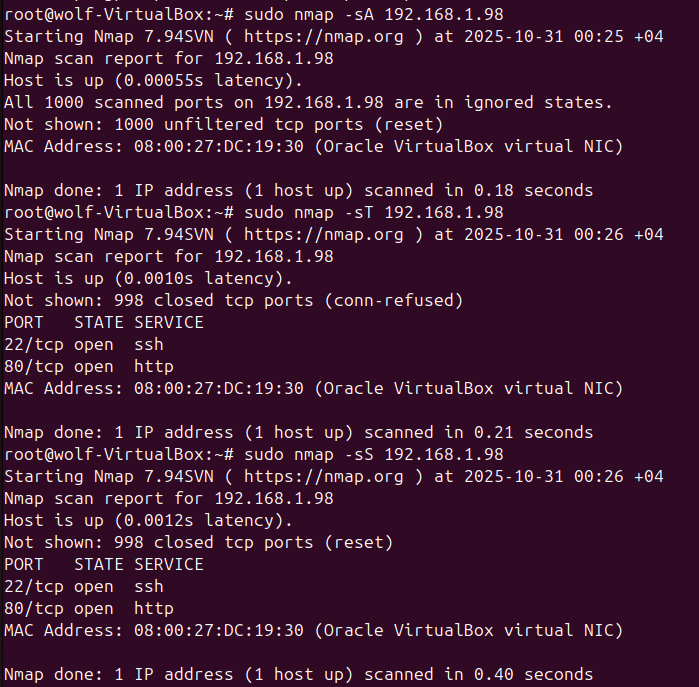 root@wolf-VirtualBox:~# sudo nmap -sA 192.168.1.98
Starting Nmap 7.94SVN ( https://nmap.org ) at 2025-10-31 00:25 +04
Nmap scan report for 192.168.1.98
Host is up (0.00055s latency).
All 1000 scanned ports on 192.168.1.98 are in ignored states.
Not shown: 1000 unfiltered tcp ports (reset)
MAC Address: 08:00:27:DC:19:30 (Oracle VirtualBox virtual NIC)

Nmap done: 1 IP address (1 host up) scanned in 0.18 seconds
root@wolf-VirtualBox:~# sudo nmap -sT 192.168.1.98
Starting Nmap 7.94SVN ( https://nmap.org ) at 2025-10-31 00:26 +04
Nmap scan report for 192.168.1.98
Host is up (0.0010s latency).
Not shown: 998 closed tcp ports (conn-refused)
PORT   STATE SERVICE
22/tcp open  ssh
80/tcp open  http
MAC Address: 08:00:27:DC:19:30 (Oracle VirtualBox virtual NIC)

Nmap done: 1 IP address (1 host up) scanned in 0.21 seconds
root@wolf-VirtualBox:~# sudo nmap -sS 192.168.1.98
Starting Nmap 7.94SVN ( https://nmap.org ) at 2025-10-31 00:26 +04
Nmap scan report for 192.168.1.98
Host is up (0.0012s latency).
Not shown: 998 closed tcp ports (reset)
PORT   STATE SERVICE
22/tcp open  ssh
80/tcp open  http
MAC Address: 08:00:27:DC:19:30 (Oracle VirtualBox virtual NIC)

Nmap done: 1 IP address (1 host up) scanned in 0.40 seconds